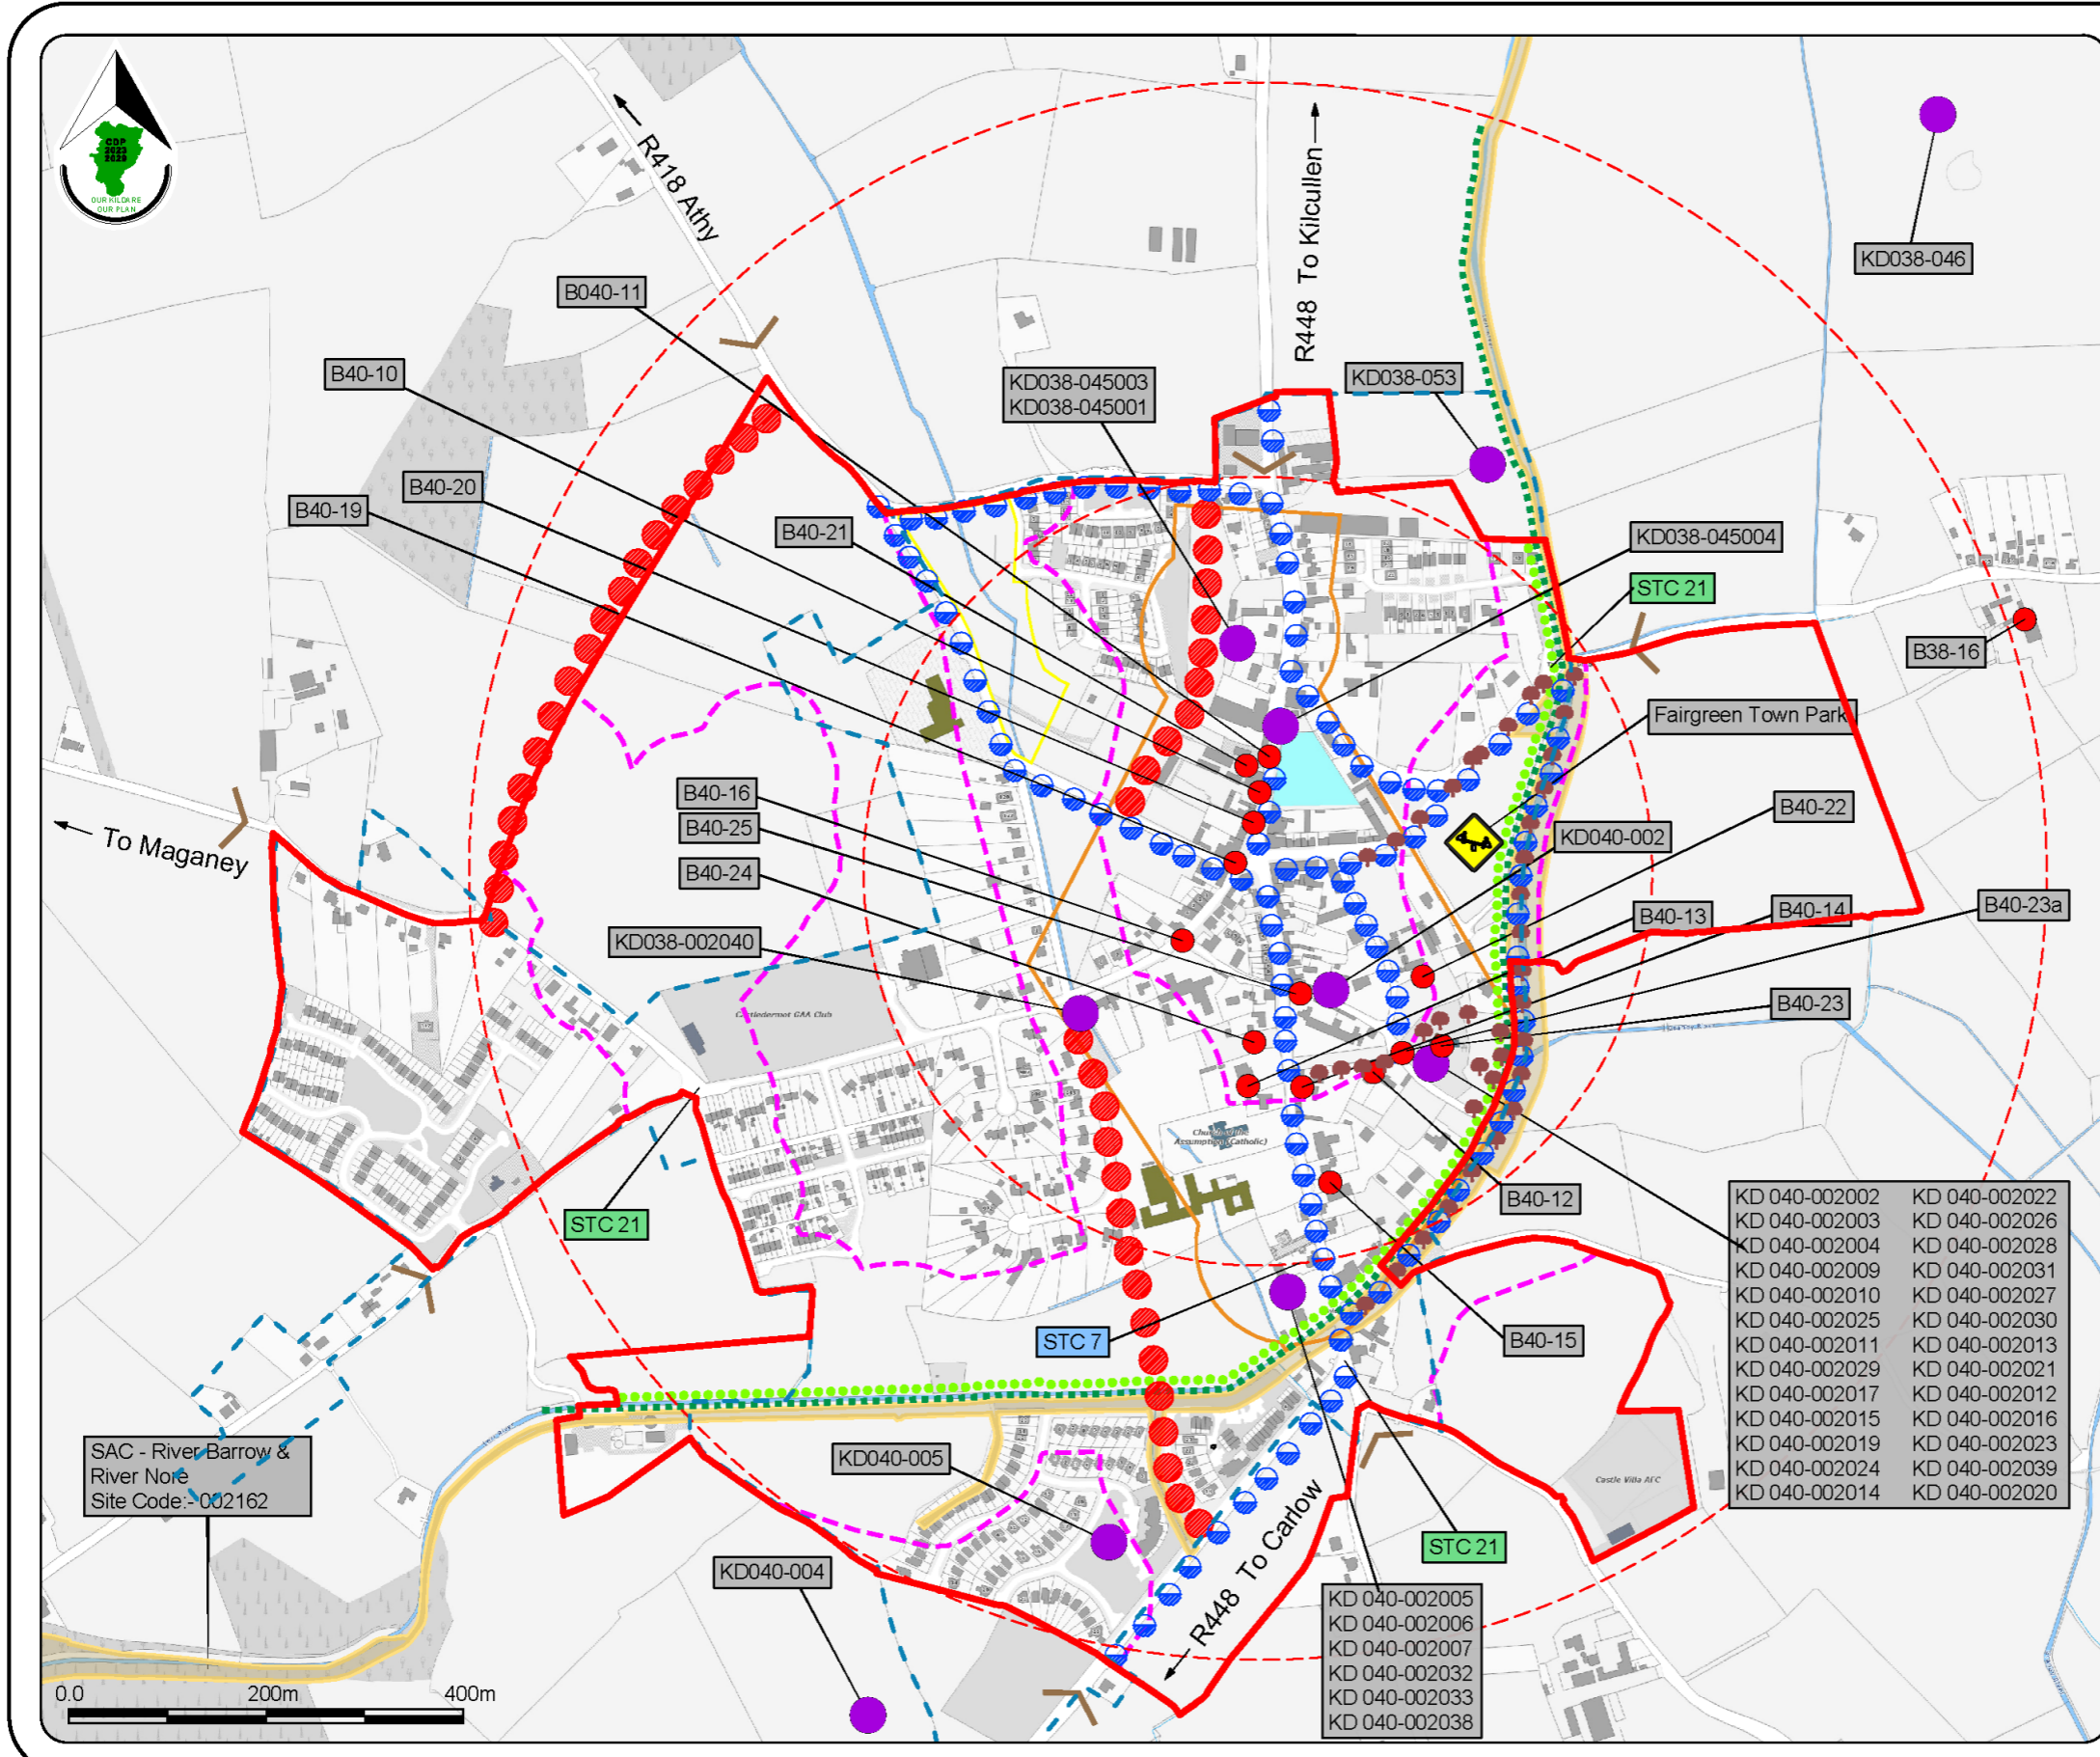 CDP
2023
2029
OUR KILDARE
OUR PLAN
R418 Athy
R448 To Kilcullen
KD038-046
B040-11
B40-10
KD038-045003
KD038-045001
KD038-053
B40-20
B40-19
B40-21
KD038-045004
STC 21
B38-16
Fairgreen Town Park
B40-16
B40-25
B40-24
B40-22
KD040-002
To Maganey
B40-13
B40-14
B40-23a
KD038-002040
B40-23
Castledermot GAA Club
Assumption (Catholic)
B40-12
STC 21
KD 040-002002 KD 040-002022
KD 040-002003 KD 040-002026
KD 040-002004 KD 040-002028
KD 040-002009 KD 040-002031
KD 040-002010 KD 040-002027
KD 040-002025 KD 040-002030
KD 040-002011 KD 040-002013
KD 040-002029 KD 040-002021
KD 040-002017 KD 040-002012
KD 040-002015 KD 040-002016
KD 040-002019 KD 040-002023
KD 040-002024 KD 040-002039
KD 040-002014 KD 040-002020
STC 7
B40-15
SAC - River Barrow &
River Nore
Site Code:- 002162
KD040-005
Castle Villa AFC
STC 21
KD040-004
R448 To Carlow
KD 040-002005
KD 040-002006
KD 040-002007
KD 040-002032
KD 040-002033
KD 040-002038
0.0 200m 400m